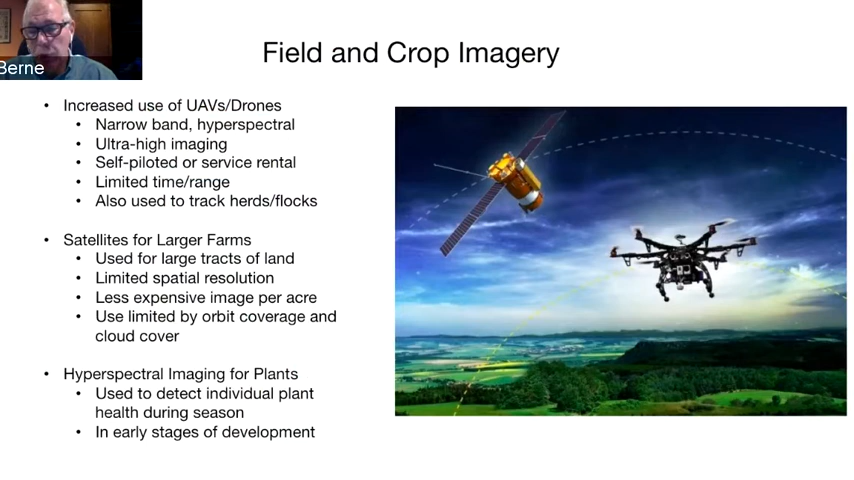 Berne
Field and Crop Imagery
• Increased use of UAVs/Drones
• Narrow band, hyperspectral
• Ultra-high imaging
• Self-piloted or service rental
• Limited time/range
• Also used to track herds/flocks
• Satellites for Larger Farms
• Used for large tracts of land
• Limited spatial resolution
• Less expensive image per acre
• Use limited by orbit coverage and
cloud cover
• Hyperspectral Imaging for Plants
• Used to detect individual plant
health during season
• In early stages of development